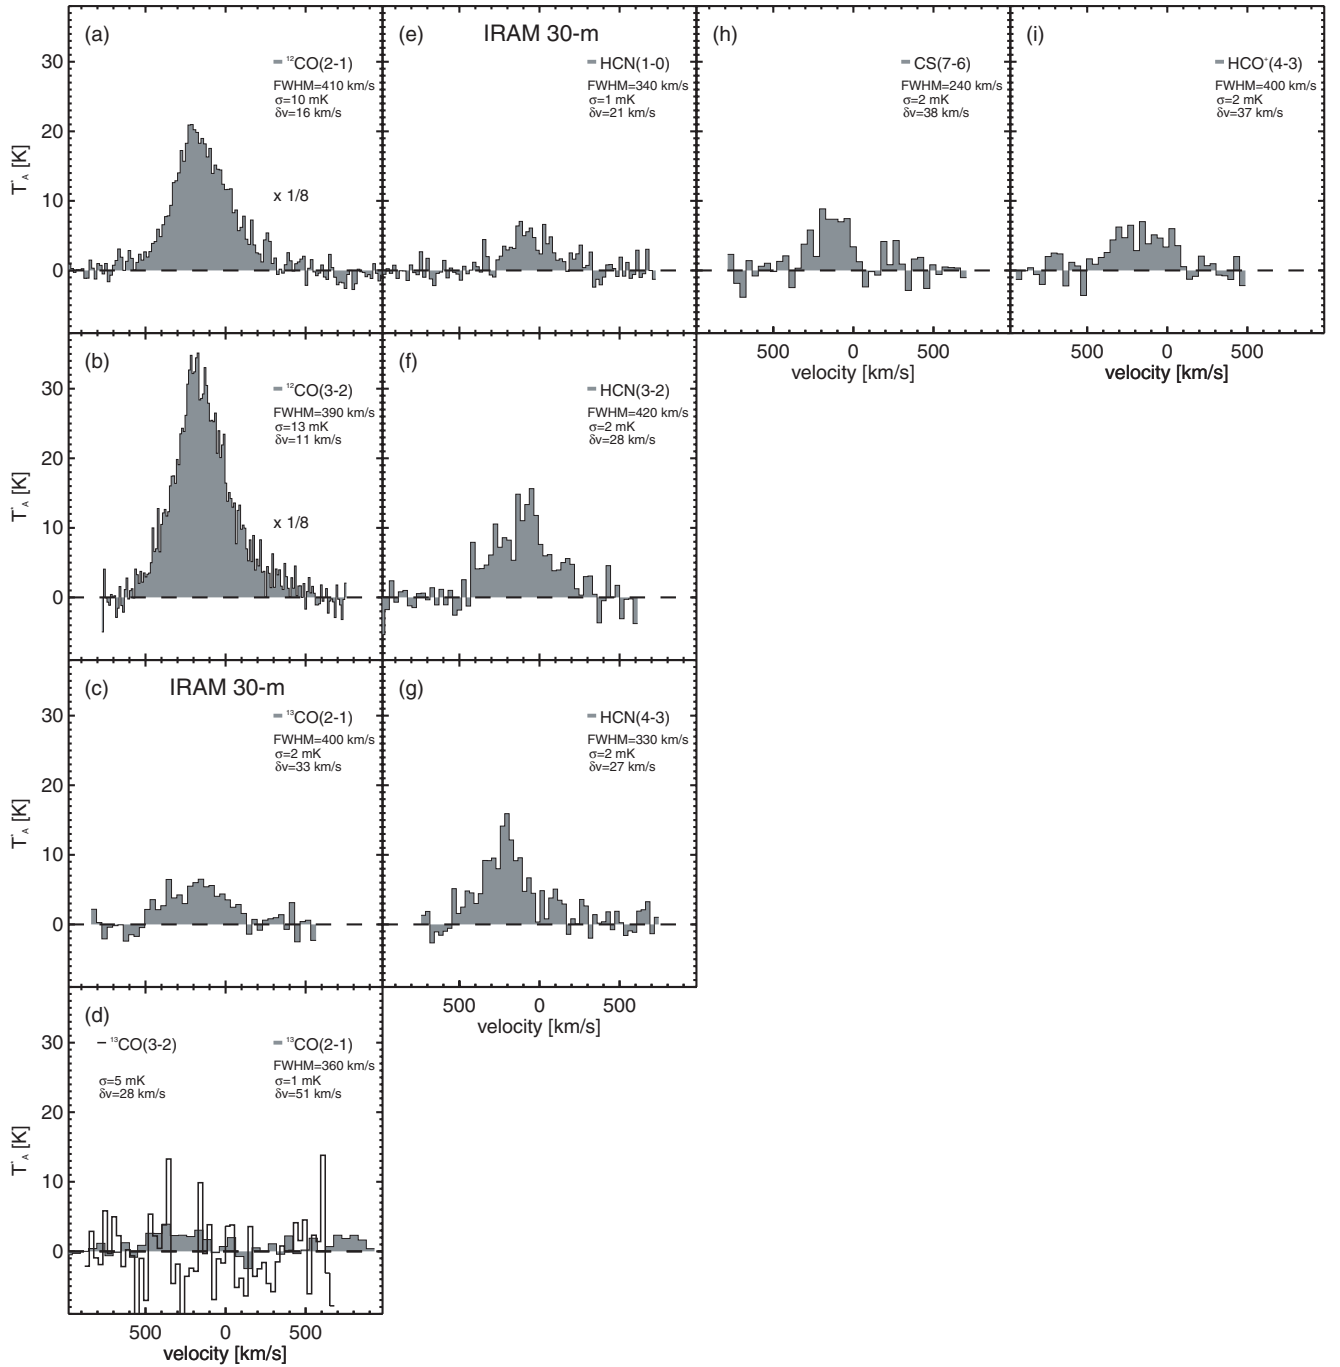 (a)
¹²CO(2-1)
FWHM=410 km/s
σ=10 mK
δv=16 km/s
x 1/8
T*A [K]
30
20
10
0
(e)
IRAM 30-m
HCN(1-0)
FWHM=340 km/s
σ=1 mK
δv=21 km/s
(h)
CS(7-6)
FWHM=240 km/s
σ=2 mK
δv=38 km/s
500 0 500
velocity [km/s]
(i)
HCO⁺(4-3)
FWHM=400 km/s
σ=2 mK
δv=37 km/s
500 0 500
velocity [km/s]
(b)
¹²CO(3-2)
FWHM=390 km/s
σ=13 mK
δv=11 km/s
x 1/8
T*A [K]
30
20
10
0
(f)
HCN(3-2)
FWHM=420 km/s
σ=2 mK
δv=28 km/s
(c)
IRAM 30-m
¹³CO(2-1)
FWHM=400 km/s
σ=2 mK
δv=33 km/s
T*A [K]
30
20
10
0
(g)
HCN(4-3)
FWHM=330 km/s
σ=2 mK
δv=27 km/s
500 0 500
velocity [km/s]
(d)
¹³CO(3-2)
σ=5 mK
δv=28 km/s
¹³CO(2-1)
FWHM=360 km/s
σ=1 mK
δv=51 km/s
T*A [K]
30
20
10
0
500 0 500
velocity [km/s]